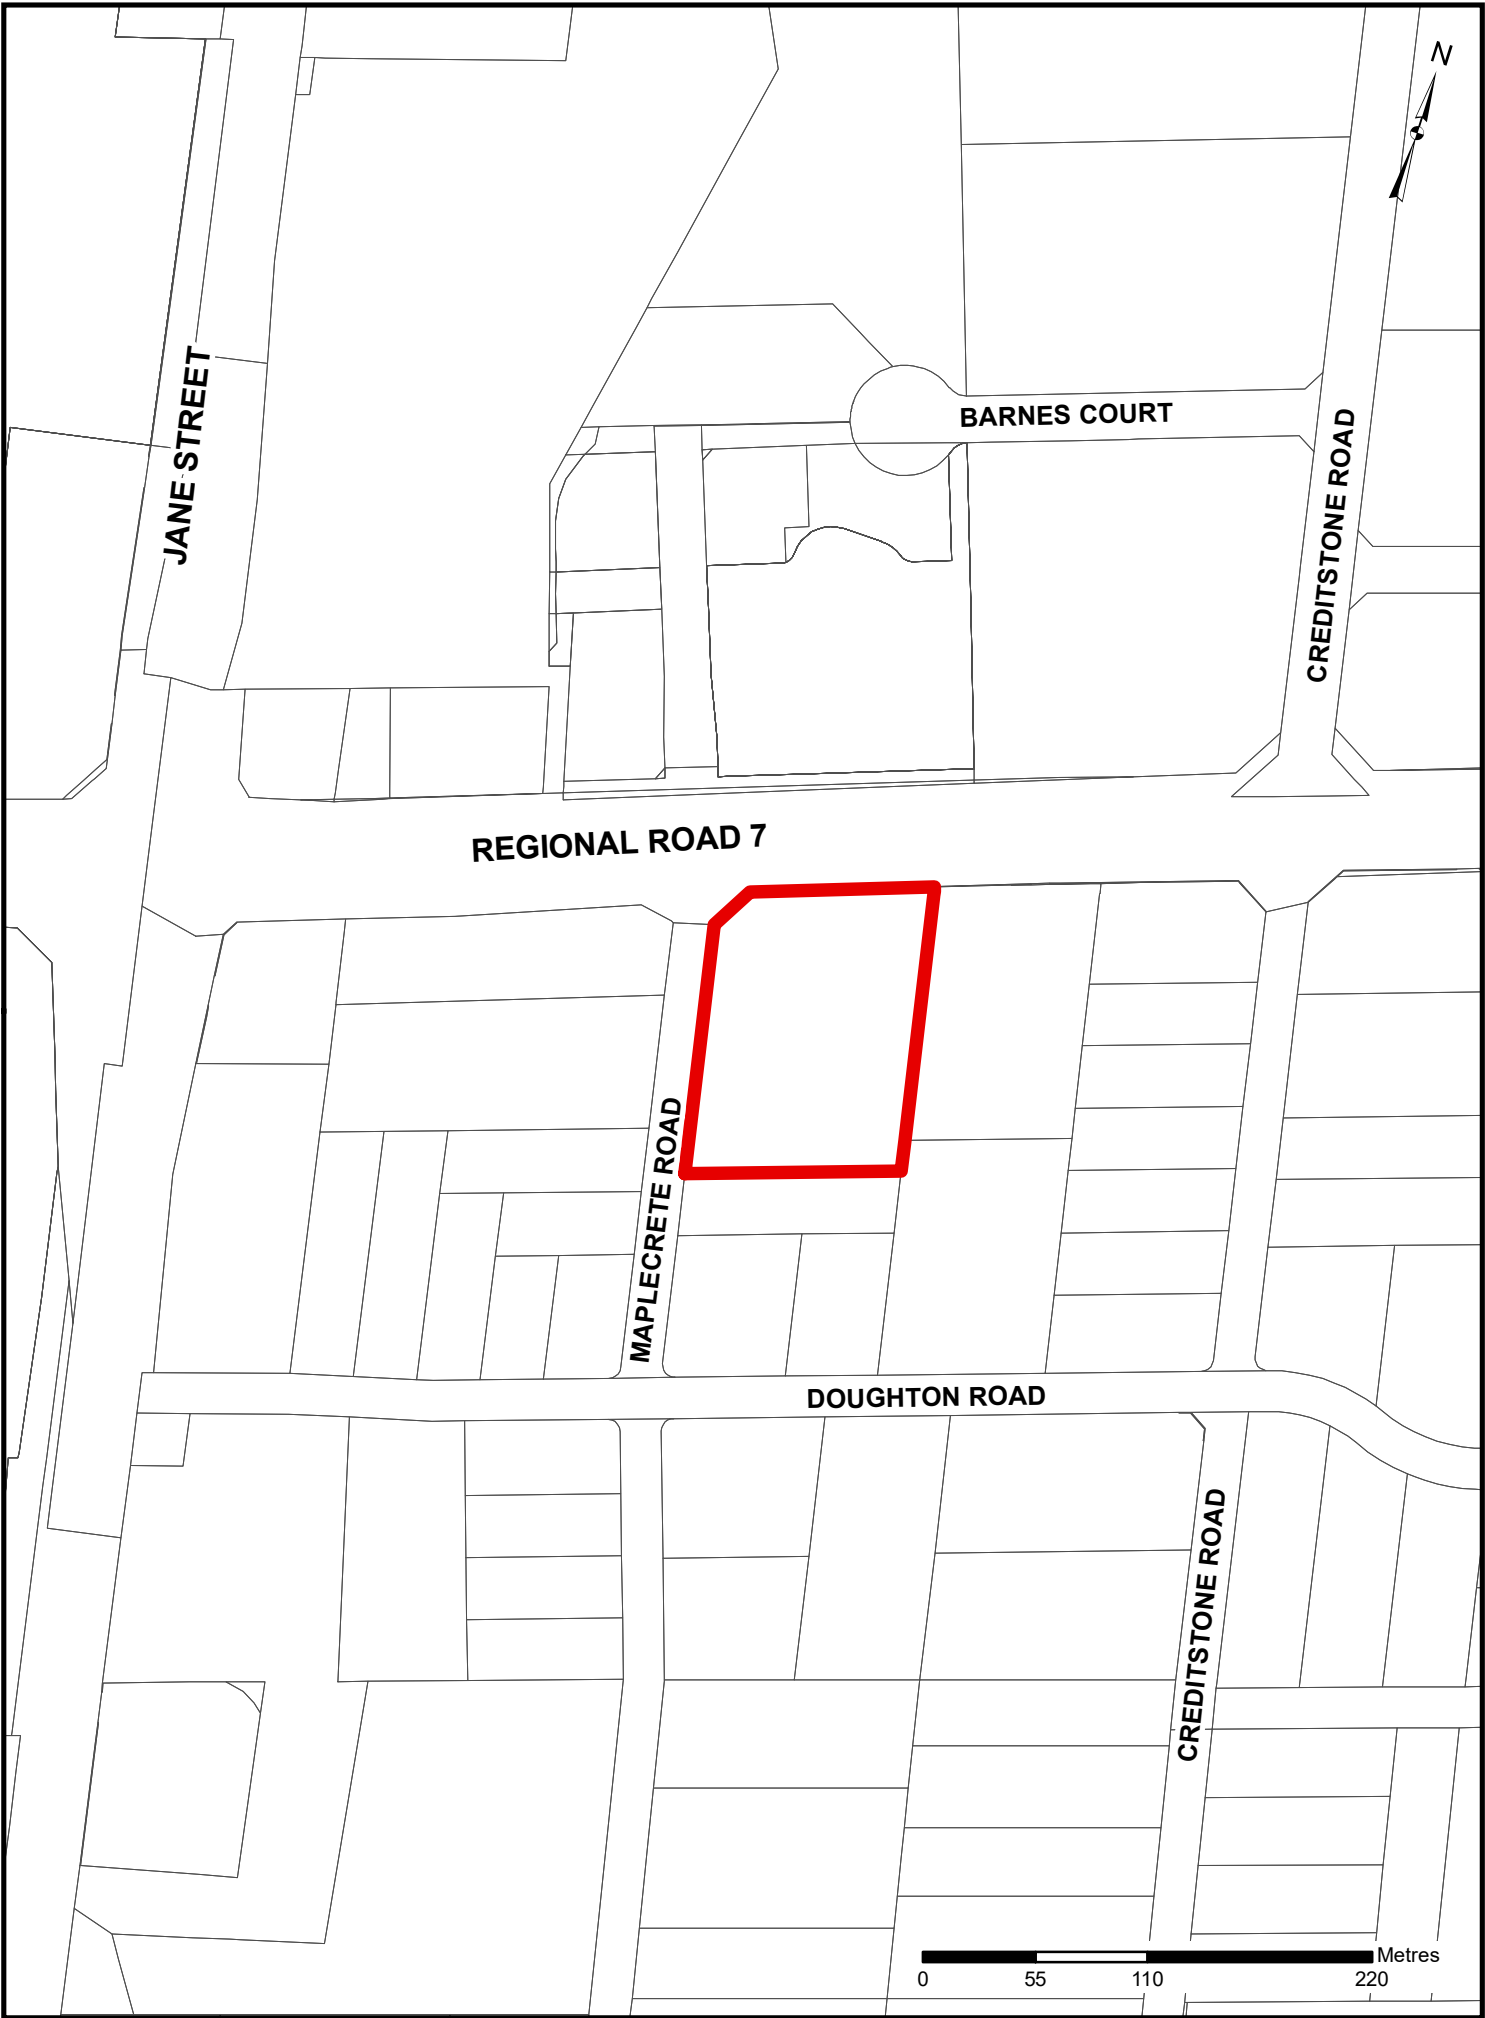 N
JANE STREET
BARNES COURT
CREDITSTONE ROAD
REGIONAL ROAD 7
MAPLECRETE ROAD
DOUGHTON ROAD
CREDITSTONE ROAD
Metres
0 55 110 220